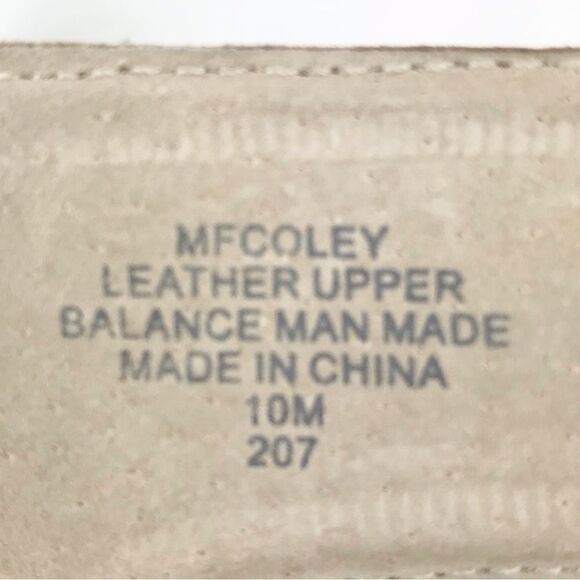 MFCOLEY
LEATHER UPPER
BALANCE MAN MADE
MADE IN CHINA
10M
207